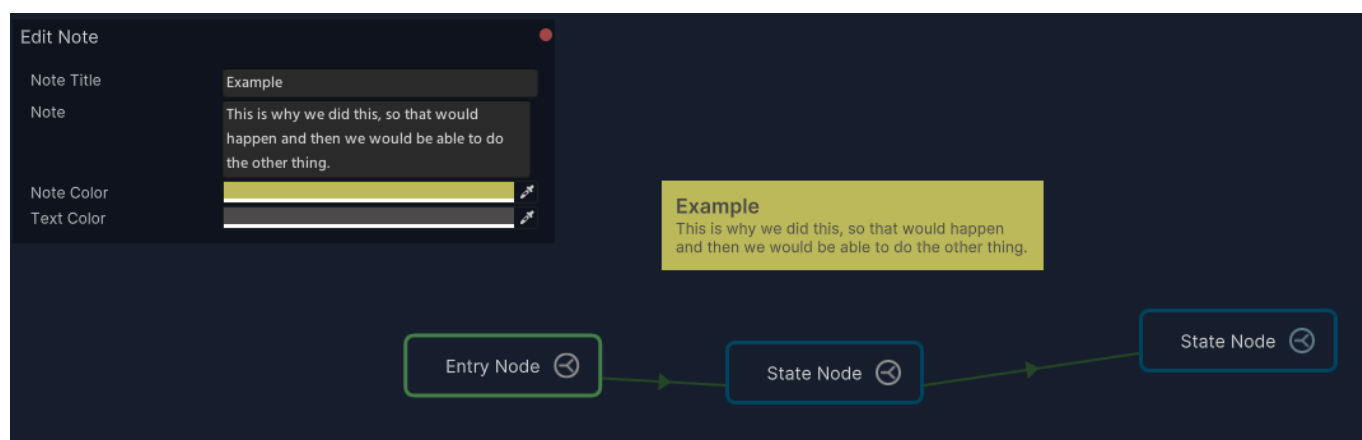 Edit Note
Note Title
Example
Note
This is why we did this, so that would
happen and then we would be able to do
the other thing.
Note Color
Text Color
Example
This is why we did this, so that would happen
and then we would be able to do the other thing.
Entry Node
State Node
State Node